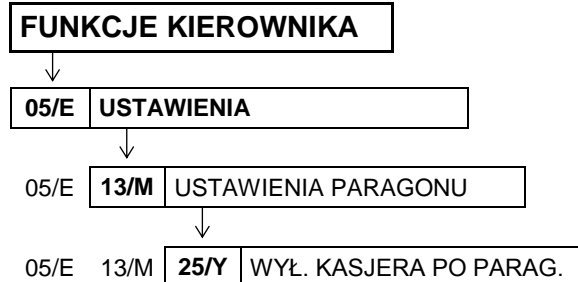 FUNKCJE KIEROWNIKA
05/E USTAWIENIA
05/E 13/M USTAWIENIA PARAGONU
05/E 13/M 25/Y WYŁ. KASJERA PO PARAG.